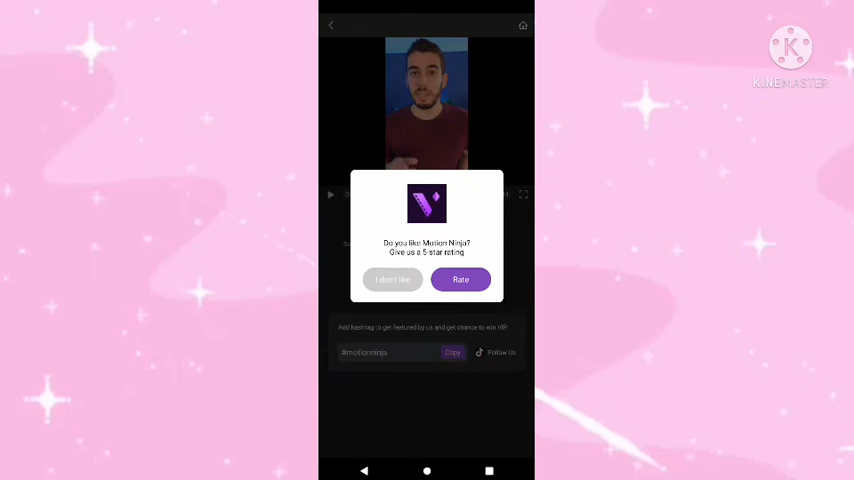 KINEMASTER
Do you like Motion Ninja?
Give us a 5-star rating
I don't like
Rate
Add hashtag to get featured by us and get chance to win VIP.
#motionninja
Copy
Follow Us